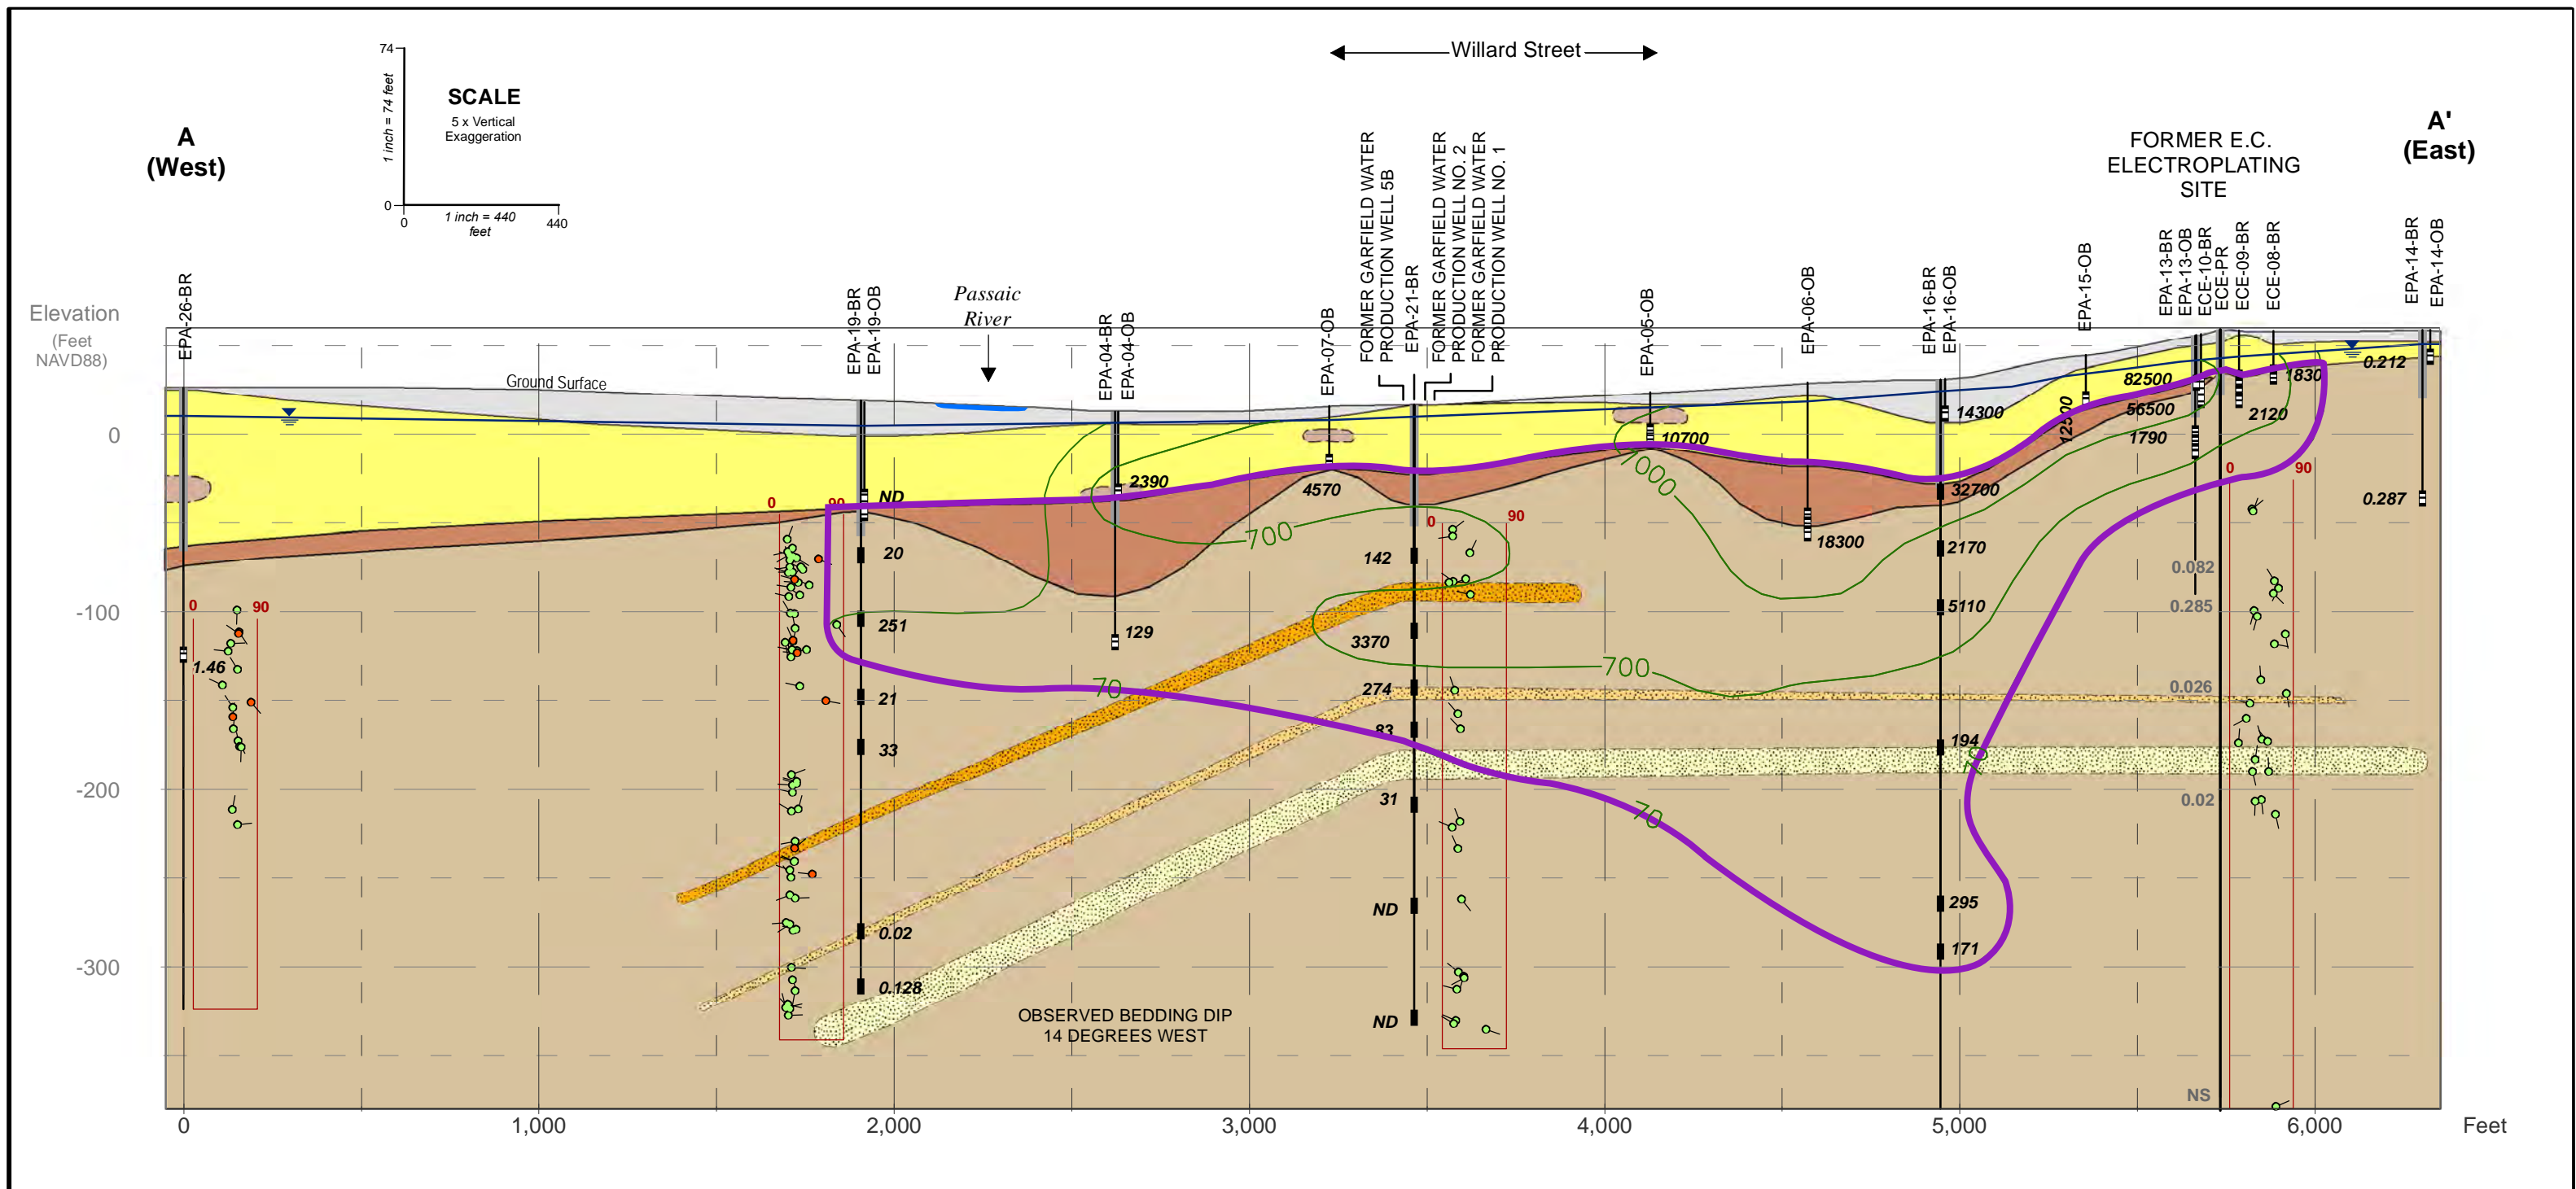 Willard Street
74
1 inch = 74 feet
SCALE
5 x Vertical
Exaggeration
0
0
1 inch = 440
feet
440
A
(West)
A'
(East)
FORMER E.C.
ELECTROPLATING
SITE
Elevation
(Feet
NAVD88)
Passaic
River
EPA-26-BR
EPA-19-BR
EPA-19-OB
EPA-04-BR
EPA-04-OB
EPA-07-OB
FORMER GARFIELD WATER
PRODUCTION WELL 5B
EPA-21-BR
FORMER GARFIELD WATER
PRODUCTION WELL NO. 2
FORMER GARFIELD WATER
PRODUCTION WELL NO. 1
EPA-05-OB
EPA-06-OB
EPA-16-BR
EPA-16-OB
EPA-15-OB
EPA-13-BR
EPA-13-OB
ECE-10-BR
ECE-PR
ECE-09-BR
ECE-08-BR
EPA-14-BR
EPA-14-OB
Ground Surface
0
-100
-200
-300
0
90
1.46
0
90
ND
20
251
21
33
0.02
0.128
2390
129
4570
142
3370
274
83
31
ND
ND
0
90
10700
18300
14300
32700
2170
5110
194
295
171
12500
82500
56500
1790
1830
2120
0.212
0.287
0
90
0.082
0.285
0.026
0.02
NS
700
7000
700
70
70
70
OBSERVED BEDDING DIP
14 DEGREES WEST
0
1,000
2,000
3,000
4,000
5,000
6,000
Feet